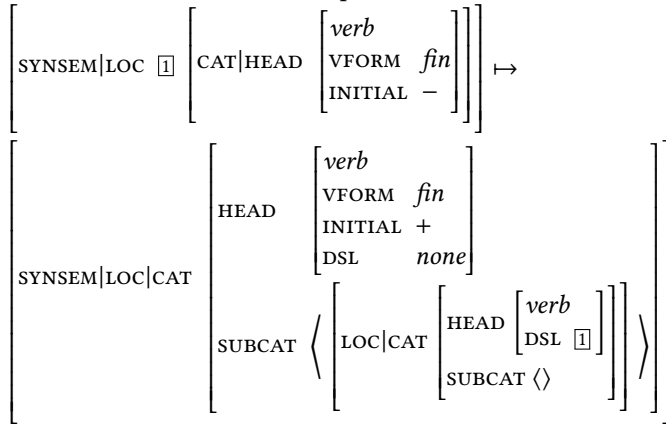 verb
SYNSEM|LOC 1 CAT|HEAD VFORM fin ↦
INITIAL −
verb
HEAD VFORM fin
INITIAL +
DSL none
SYNSEM|LOC|CAT
verb
HEAD DSL 1
SUBCAT ⟨ LOC|CAT ⟩
SUBCAT ⟨⟩